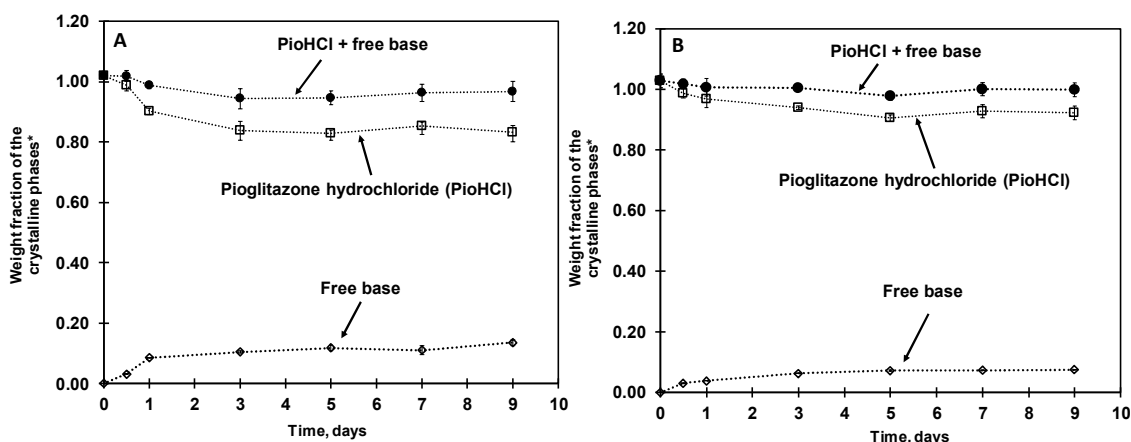 A
1.20
1.00
0.80
0.60
0.40
0.20
0.00
Weight fraction of the
crystalline phases*
PioHCl + free base
Pioglitazone hydrochloride (PioHCl)
Free base
0 1 2 3 4 5 6 7 8 9 10
Time, days
B
1.20
1.00
0.80
0.60
0.40
0.20
0.00
Weight fraction of the
crystalline phases*
PioHCl + free base
Pioglitazone hydrochloride (PioHCl)
Free base
0 1 2 3 4 5 6 7 8 9 10
Time, days